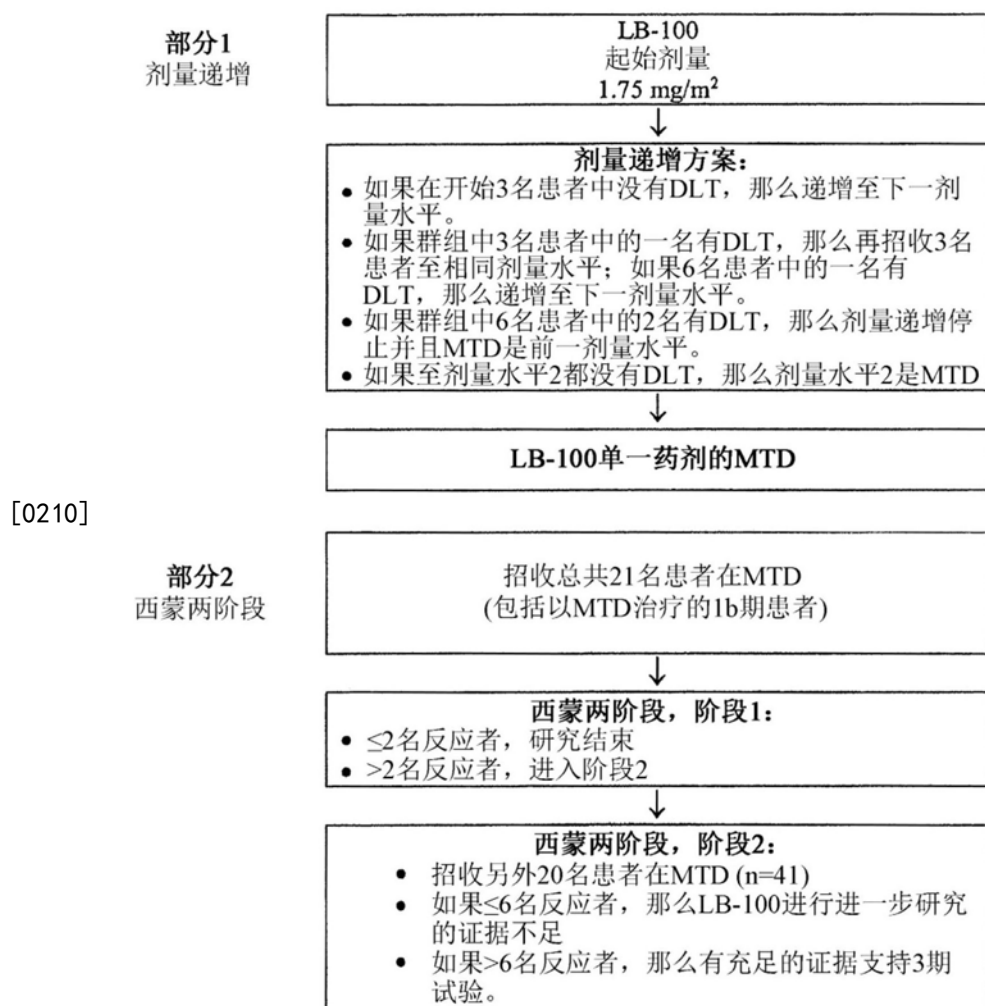 部分1
剂量递增
LB-100
起始剂量
1.75 mg/m²
↓
剂量递增方案：
• 如果在开始3名患者中没有DLT，那么递增至下一剂
量水平。
• 如果群组中3名患者中的一名有DLT，那么再招收3名
患者至相同剂量水平；如果6名患者中的一名有
DLT，那么递增至下一剂量水平。
• 如果群组中6名患者中的2名有DLT，那么剂量递增停
止并且MTD是前一剂量水平。
• 如果至剂量水平2都没有DLT，那么剂量水平2是MTD
↓
LB-100单一药剂的MTD
[0210]
部分2
西蒙两阶段
招收总共21名患者在MTD
(包括以MTD治疗的1b期患者)
↓
西蒙两阶段，阶段1：
• ≤2名反应者，研究结束
• >2名反应者，进入阶段2
↓
西蒙两阶段，阶段2：
• 招收另外20名患者在MTD (n=41)
• 如果≤6名反应者，那么LB-100进行进一步研究
的证据不足
• 如果>6名反应者，那么有充足的证据支持3期
试验。